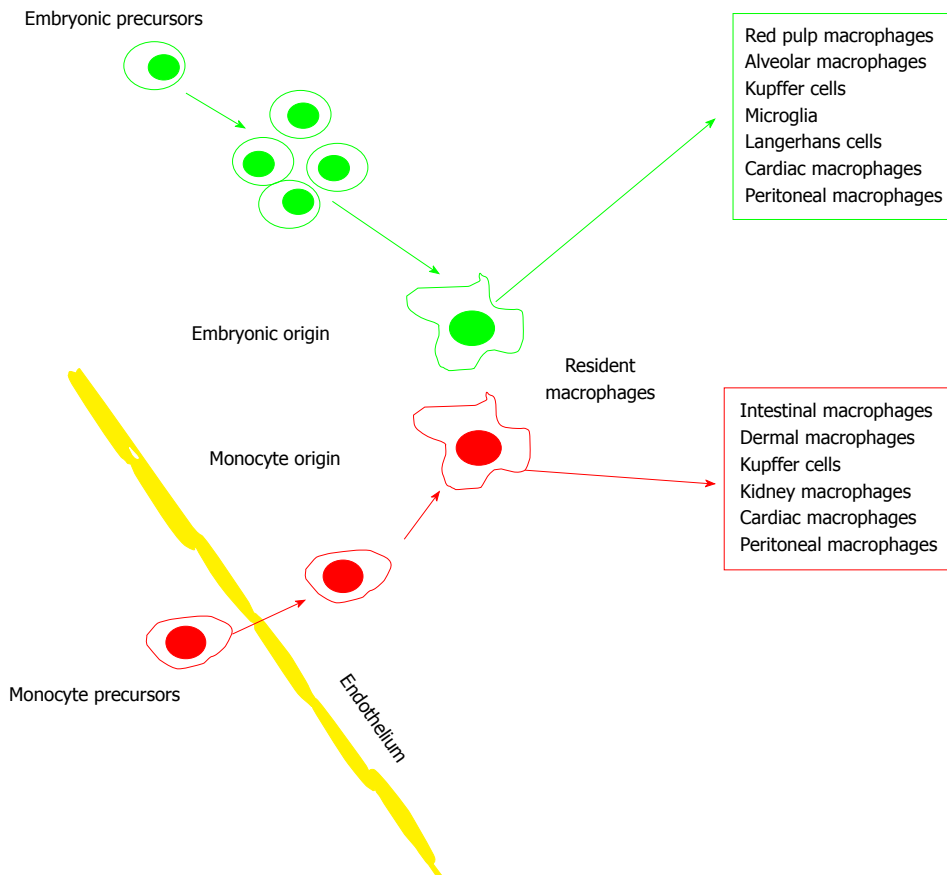 Embryonic precursors
Red pulp macrophages
Alveolar macrophages
Kupffer cells
Microglia
Langerhans cells
Cardiac macrophages
Peritoneal macrophages
Embryonic origin
Resident
macrophages
Monocyte origin
Intestinal macrophages
Dermal macrophages
Kupffer cells
Kidney macrophages
Cardiac macrophages
Peritoneal macrophages
Monocyte precursors
Endothelium